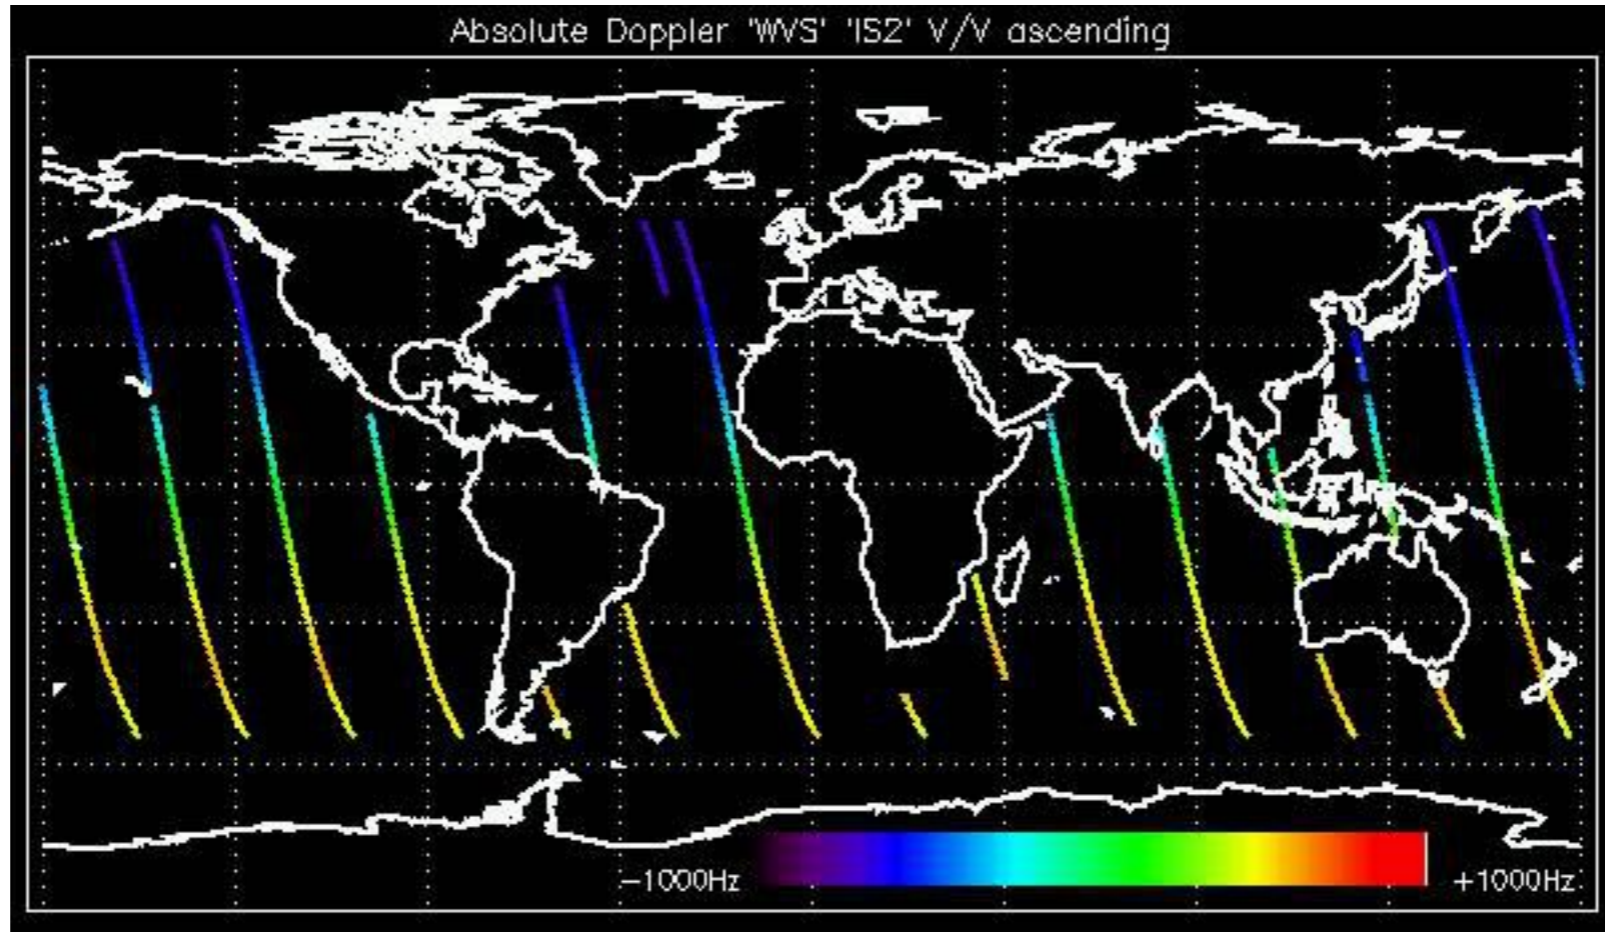 Absolute Doppler 'WVS' 'IS2' V/V ascending
−1000Hz +1000Hz